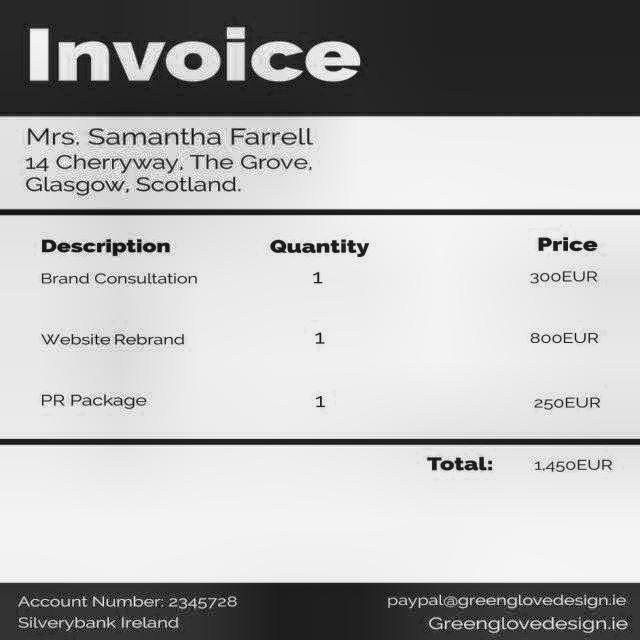 Invoice
Mrs. Samantha Farrell
14 Cherryway, The Grove,
Glasgow, Scotland.
Description Quantity Price
Brand Consultation 1 300EUR
Website Rebrand 1 800EUR
PR Package 1 250EUR
Total: 1,450EUR
Account Number: 2345728 paypal@greenglovedesign.ie
Silverybank Ireland Greenglovedesign.ie